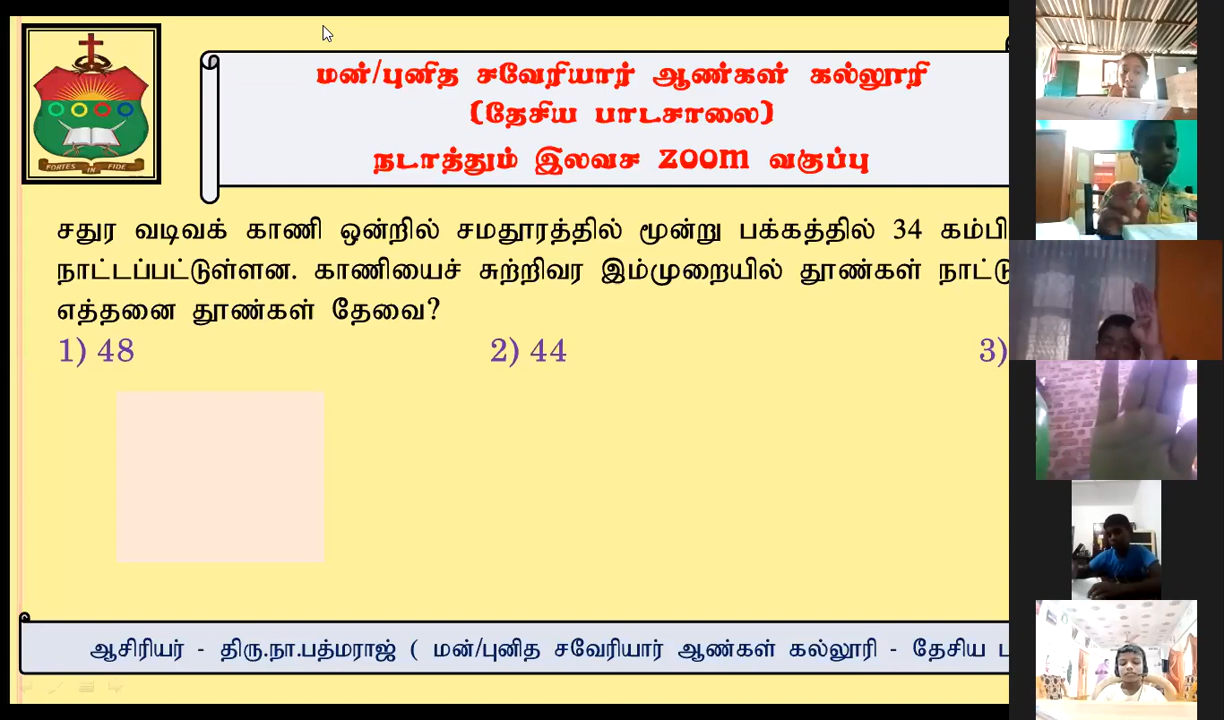 மன்/புனித சவேரியார் ஆண்கள் கல்லூரி
(தேசிய பாடசாலை)
நடாத்தும் இலவச ZOOM வகுப்பு
FORTES IN FIDE
சதுர வடிவக் காணி ஒன்றில் சமதூரத்தில் மூன்று பக்கத்தில் 34 கம்பி
நாட்டப்பட்டுள்ளன. காணியைச் சுற்றிவர இம்முறையில் தூண்கள் நாட்டு
எத்தனை தூண்கள் தேவை?
1) 48 2) 44 3)
ஆசிரியர் - திரு.நா.பத்மராஜ் ( மன்/புனித சவேரியார் ஆண்கள் கல்லூரி - தேசிய ப